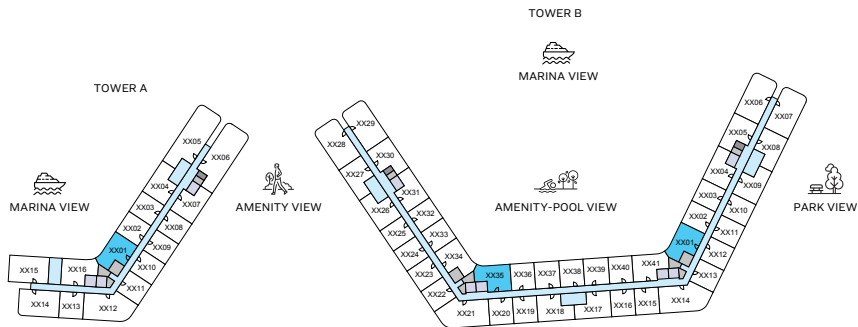 TOWER B
MARINA VIEW
TOWER A
MARINA VIEW
AMENITY VIEW
AMENITY-POOL VIEW
PARK VIEW
XX05
XX06
XX04
XX07
XX03
XX08
XX02
XX09
XX01
XX10
XX15
XX16
XX11
XX14
XX13
XX12
XX29
XX28
XX30
XX27
XX31
XX26
XX32
XX25
XX33
XX24
XX34
XX23
XX22
XX35
XX36
XX37
XX38
XX39
XX40
XX41
XX21
XX20
XX19
XX18
XX17
XX16
XX15
XX14
XX06
XX07
XX05
XX08
XX04
XX09
XX03
XX10
XX02
XX11
XX01
XX12
XX13